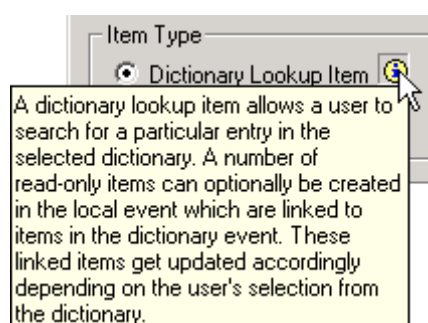 Item Type
Dictionary Lookup Item
A dictionary lookup item allows a user to
search for a particular entry in the
selected dictionary. A number of
read-only items can optionally be created
in the local event which are linked to
items in the dictionary event. These
linked items get updated accordingly
depending on the user's selection from
the dictionary.